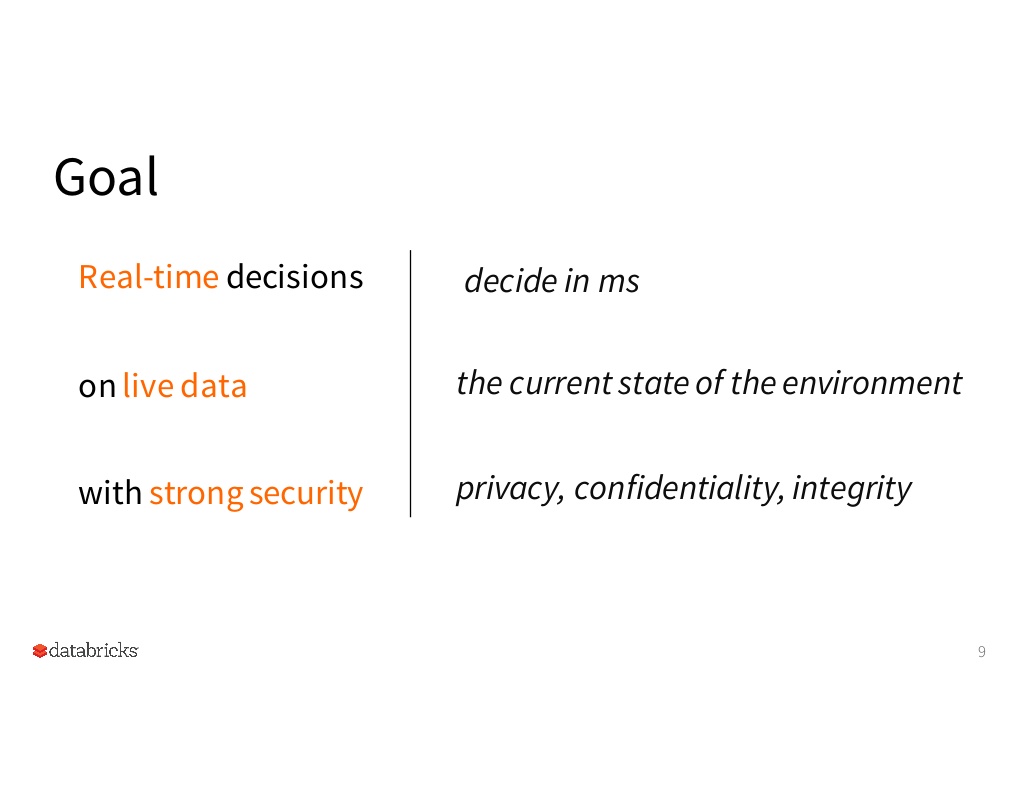 Goal
Real-time decisions
decide in ms
on live data
the current state of the environment
with strong security
privacy, confidentiality, integrity
databricks
9